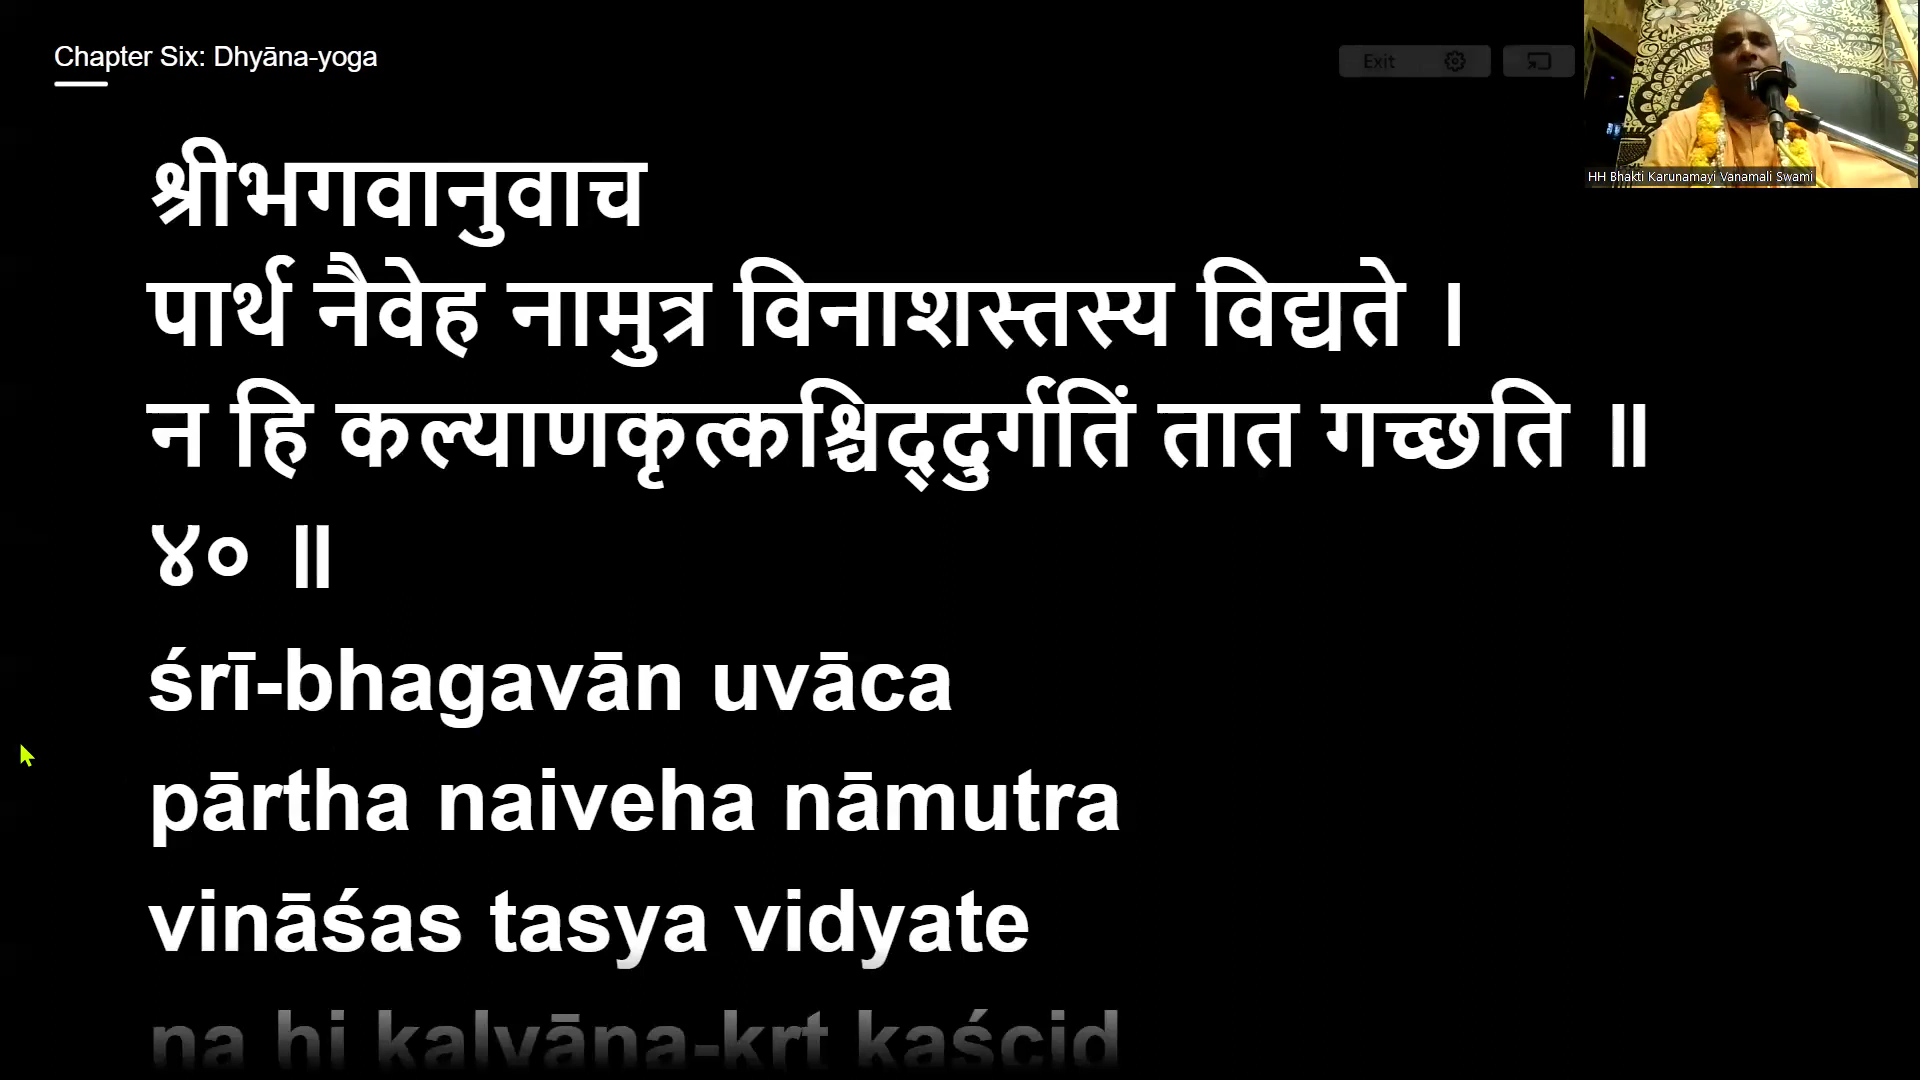 Chapter Six: Dhyāna-yoga
Exit
HH Bhakti Karunamayi Vanamali Swami
श्रीभगवानुवाच
पार्थ नैवेह नामुत्र विनाशस्तस्य विद्यते ।
न हि कल्याणकृत्कश्चिद्‍दुर्गतिं तात गच्छति ॥
४० ॥
śrī-bhagavān uvāca
pārtha naiveha nāmutra
vināśas tasya vidyate
na hi kalyāṇa-kṛt kaścid